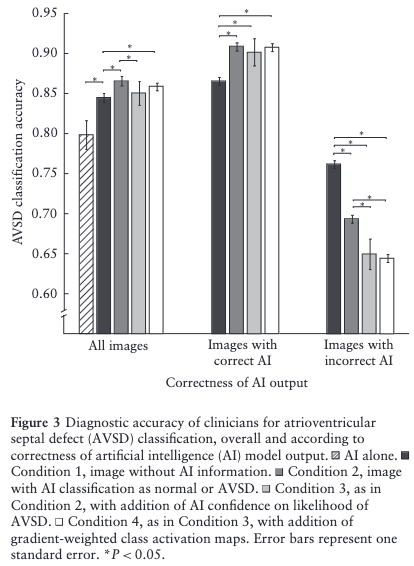 0.95
0.90
0.85
0.80
0.70
0.65
0.60
AVSD classification accuracy
* * * *
* * *
* * * * *
All images
Images with
correct AI
Images with
incorrect AI
Correctness of AI output
Figure 3 Diagnostic accuracy of clinicians for atrioventricular
septal defect (AVSD) classification, overall and according to
correctness of artificial intelligence (AI) model output. ▨ AI alone. ■
Condition 1, image without AI information. ■ Condition 2, image
with AI classification as normal or AVSD. ■ Condition 3, as in
Condition 2, with addition of AI confidence on likelihood of
AVSD. □ Condition 4, as in Condition 3, with addition of
gradient-weighted class activation maps. Error bars represent one
standard error. *P < 0.05.